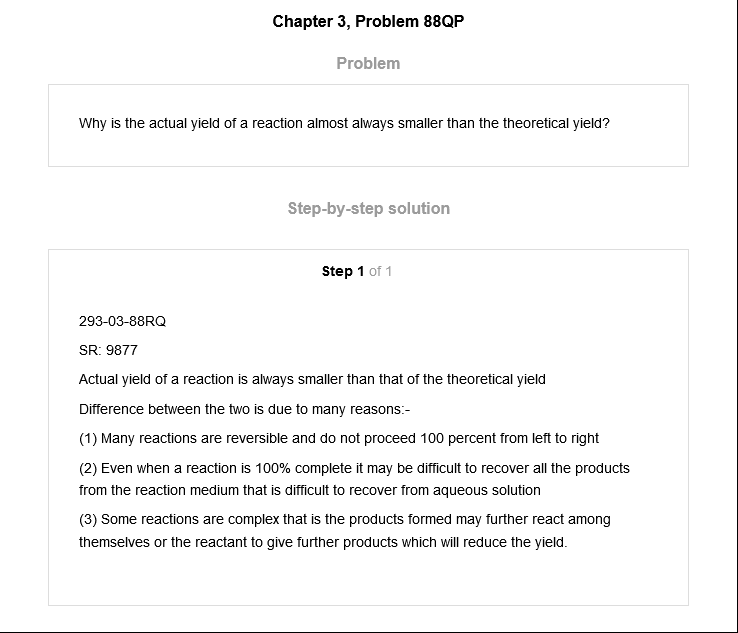 Chapter 3, Problem 88QP
Problem
Why is the actual yield of a reaction almost always smaller than the theoretical yield?
Step-by-step solution
Step 1 of 1
293-03-88RQ
SR: 9877
Actual yield of a reaction is always smaller than that of the theoretical yield
Difference between the two is due to many reasons:-
(1) Many reactions are reversible and do not proceed 100 percent from left to right
(2) Even when a reaction is 100% complete it may be difficult to recover all the products
from the reaction medium that is difficult to recover from aqueous solution
(3) Some reactions are complex that is the products formed may further react among
themselves or the reactant to give further products which will reduce the yield.